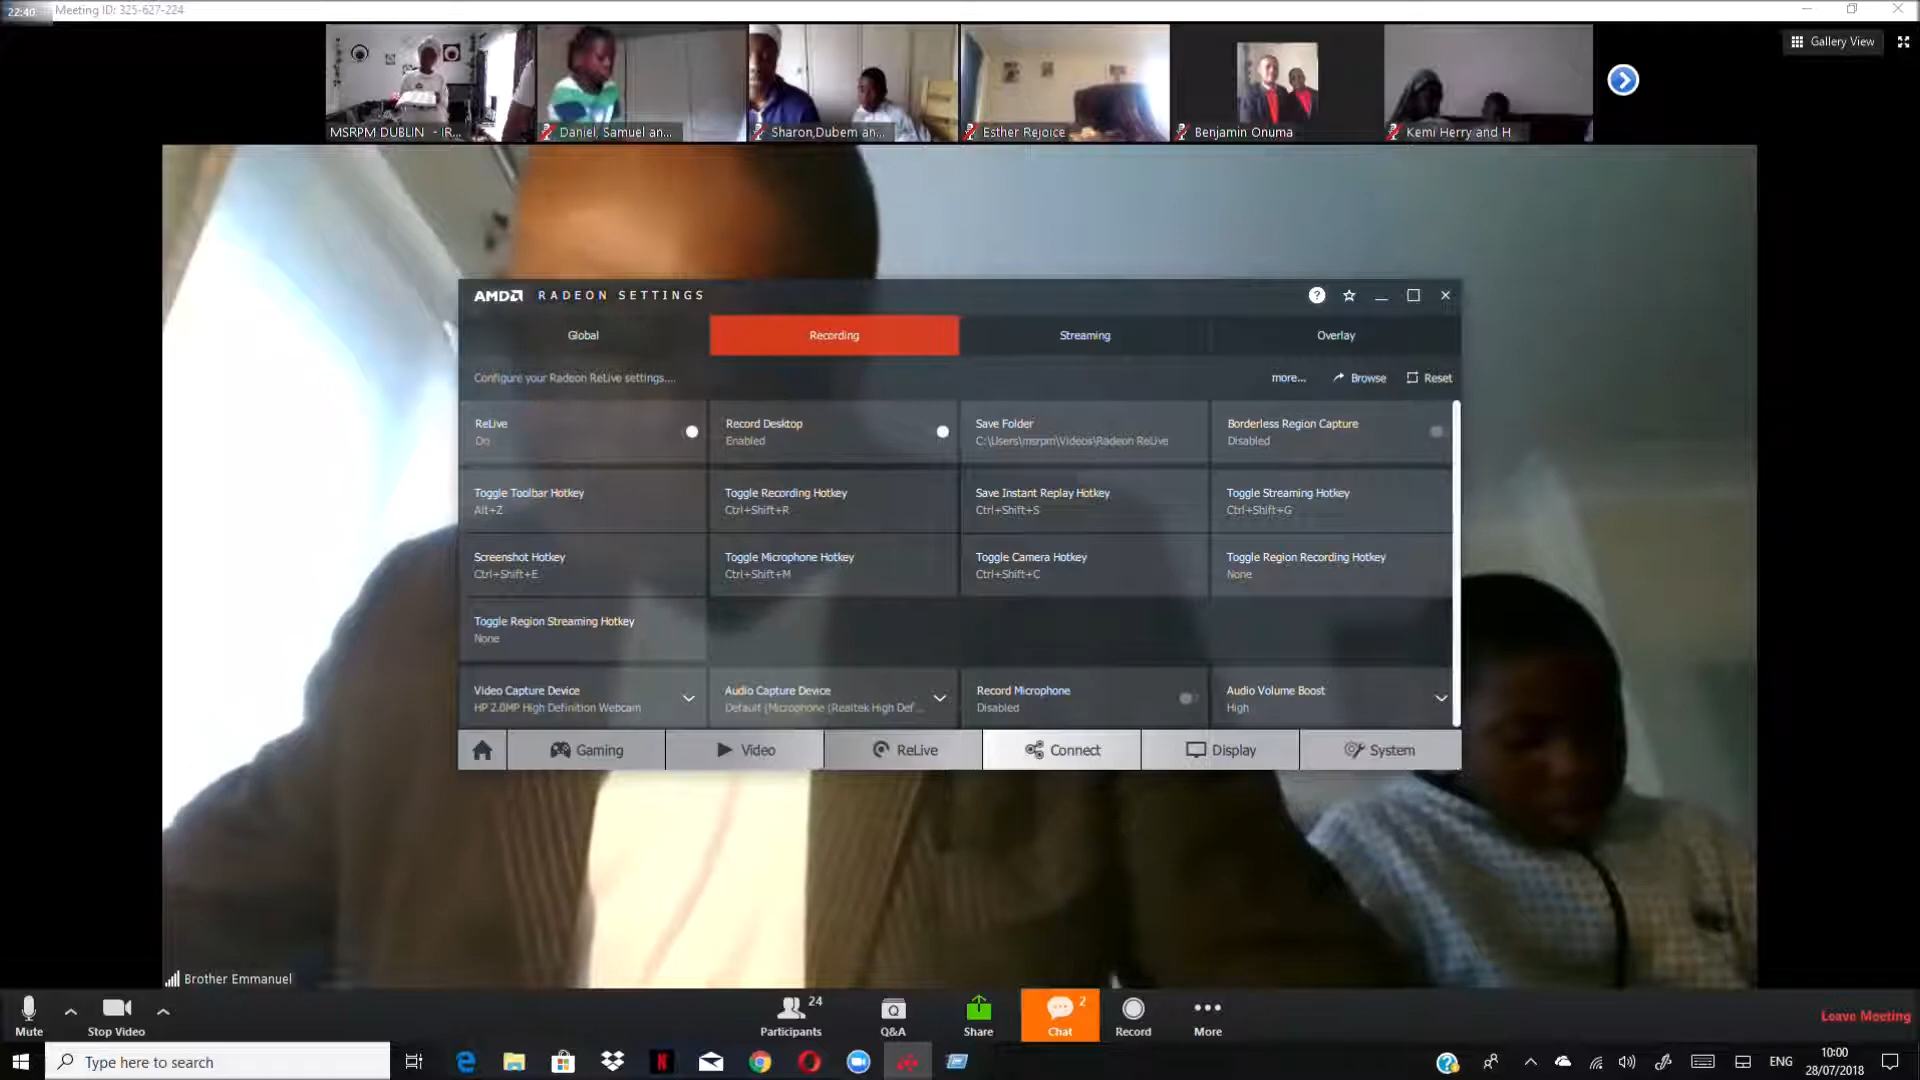 22:40
Meeting ID: 325-627-224
Gallery View
MSRPM DUBLIN - IR...
Daniel, Samuel an...
Sharon,Dubem an...
Esther Rejoice
Benjamin Onuma
Kemi Herry and H
AMD RADEON SETTINGS
Global
Recording
Streaming
Overlay
Configure your Radeon ReLive settings....
more...
Browse
Reset
ReLive
On
Record Desktop
Enabled
Save Folder
C:\Users\msrpm\Videos\Radeon ReLive
Borderless Region Capture
Disabled
Toggle Toolbar Hotkey
Alt+Z
Toggle Recording Hotkey
Ctrl+Shift+R
Save Instant Replay Hotkey
Ctrl+Shift+S
Toggle Streaming Hotkey
Ctrl+Shift+G
Screenshot Hotkey
Ctrl+Shift+E
Toggle Microphone Hotkey
Ctrl+Shift+M
Toggle Camera Hotkey
Ctrl+Shift+C
Toggle Region Recording Hotkey
None
Toggle Region Streaming Hotkey
None
Video Capture Device
HP 2.0MP High Definition Webcam
Audio Capture Device
Default (Microphone (Realtek High Def ...
Record Microphone
Disabled
Audio Volume Boost
High
Gaming
Video
ReLive
Connect
Display
System
Brother Emmanuel
Mute
Stop Video
24
Participants
Q&A
Share
2
Chat
Record
More
Leave Meeting
Type here to search
ENG
10:00
28/07/2018